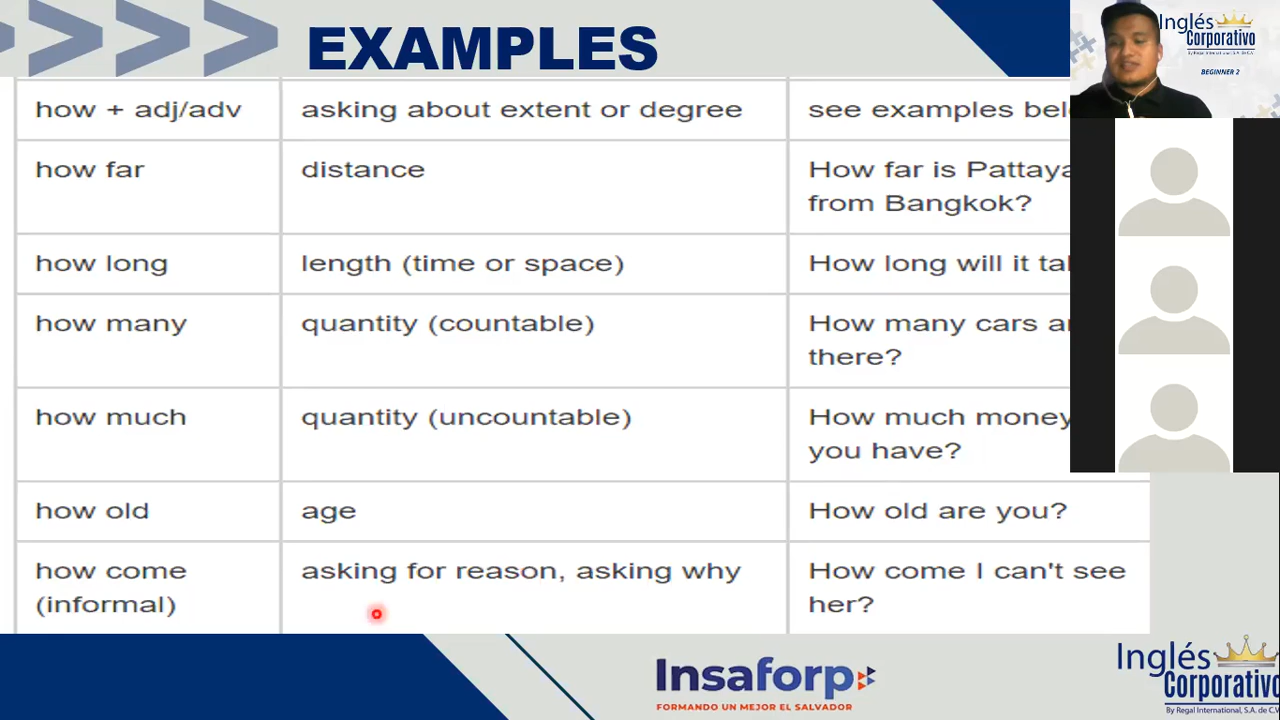 EXAMPLES
Inglés
Corporativo
By Regal International, S.A. de C.V.
BEGINNER 2
how + adj/adv
asking about extent or degree
see examples
how far
distance
How far is Pattaya
from Bangkok?
how long
length (time or space)
How long will it
how many
quantity (countable)
How many cars
there?
how much
quantity (uncountable)
How much money
you have?
how old
age
How old are you?
how come
(informal)
asking for reason, asking why
How come I can't see
her?
Insaforp
FORMANDO UN MEJOR EL SALVADOR
Inglés
Corporativo
By Regal International, S.A. de C.V